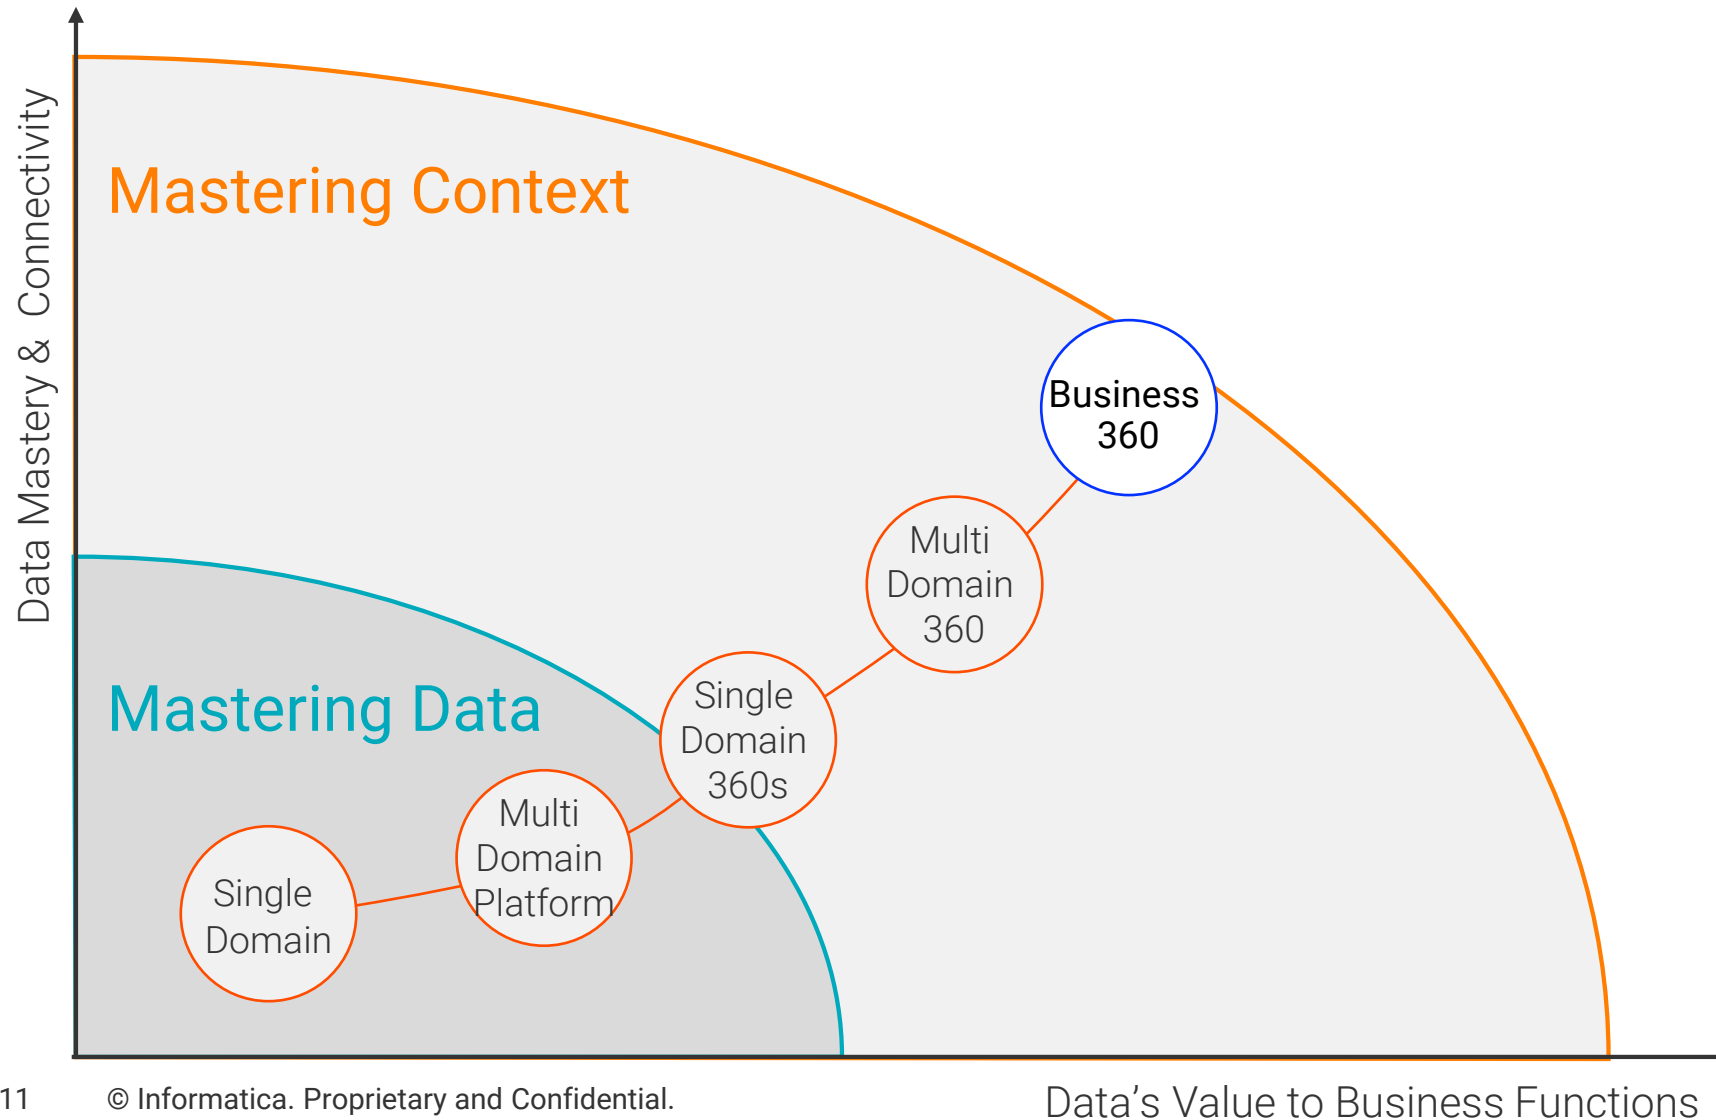 Data Mastery & Connectivity
Mastering Context
Business
360
Multi
Domain
360
Single
Domain
360s
Mastering Data
Multi
Domain
Platform
Single
Domain
11
© Informatica. Proprietary and Confidential.
Data’s Value to Business Functions